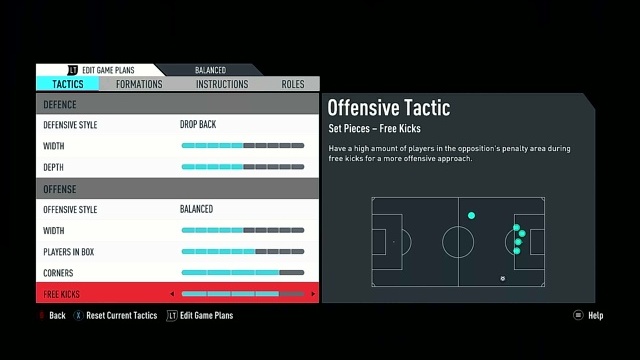 LT EDIT GAME PLANS BALANCED
TACTICS FORMATIONS INSTRUCTIONS ROLES
DEFENCE
DEFENSIVE STYLE DROP BACK
WIDTH
DEPTH
OFFENSE
OFFENSIVE STYLE BALANCED
WIDTH
PLAYERS IN BOX
CORNERS
FREE KICKS
Offensive Tactic
Set Pieces – Free Kicks
Have a high amount of players in the opposition's penalty area during
free kicks for a more offensive approach.
B Back X Reset Current Tactics LT Edit Game Plans Help